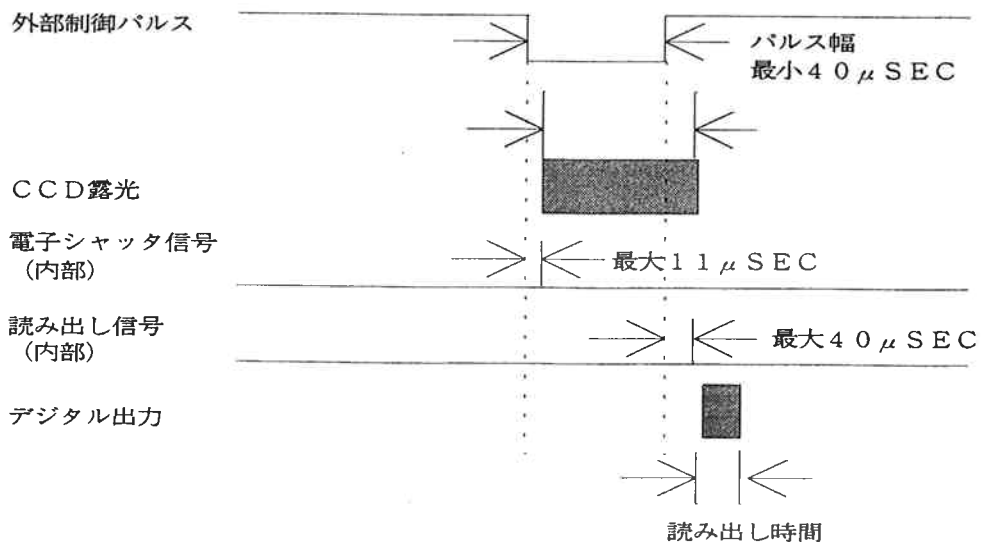 外部制御パルス
パルス幅
最小40μSEC
CCD露光
電子シャッタ信号
(内部)
最大11μSEC
読み出し信号
(内部)
最大40μSEC
デジタル出力
読み出し時間